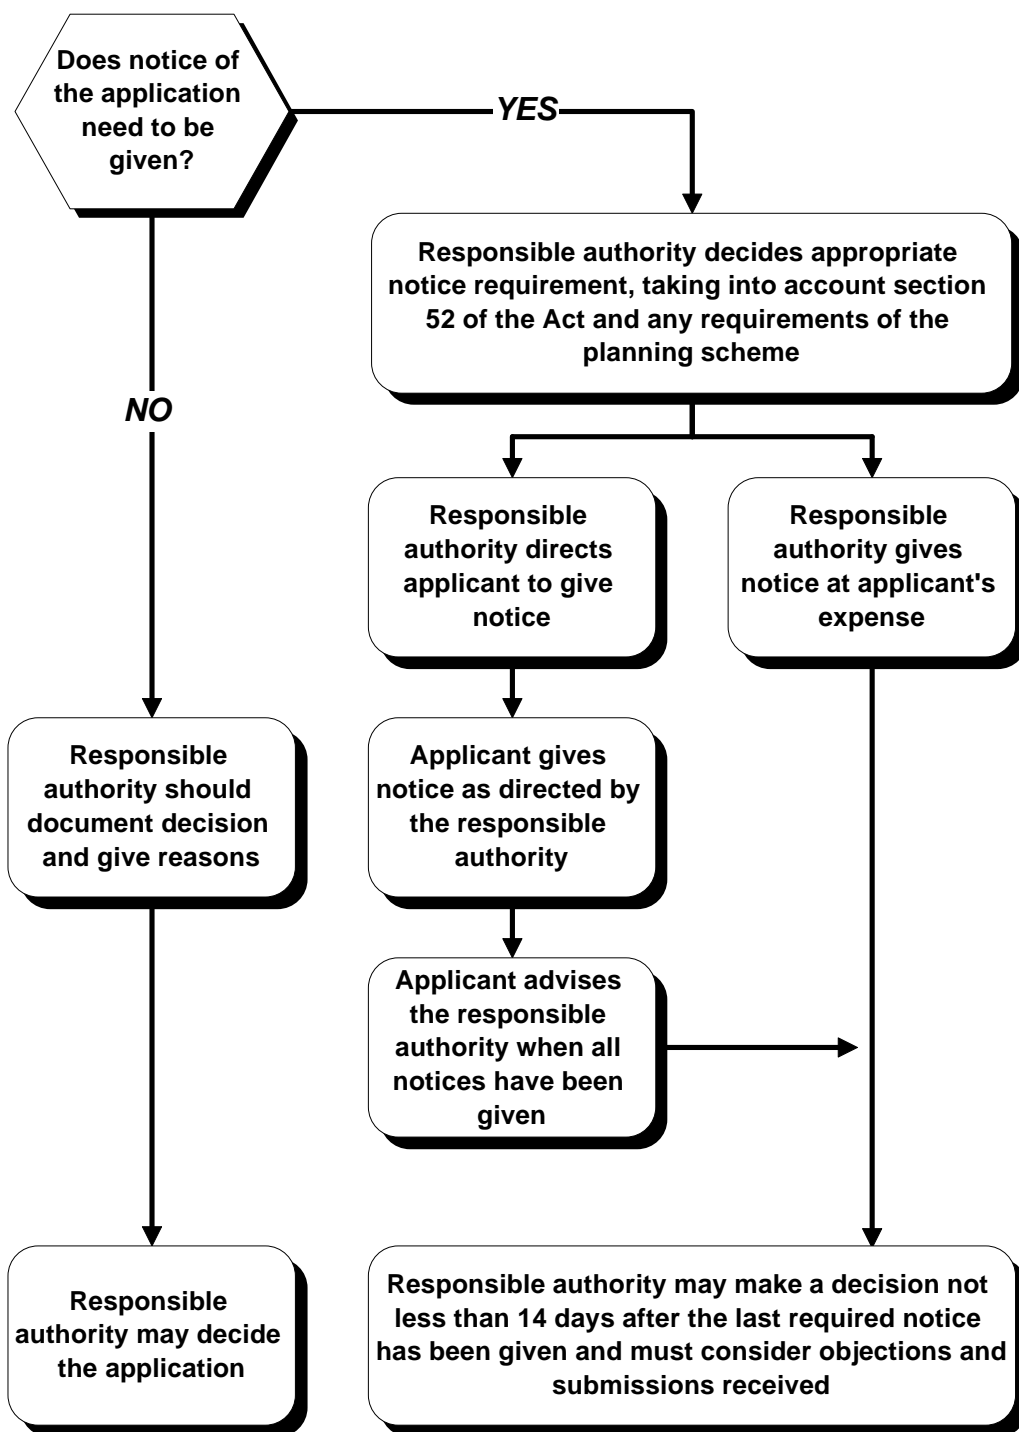 Does notice of
the application
need to be
given?
YES
Responsible authority decides appropriate
notice requirement, taking into account section
52 of the Act and any requirements of the
planning scheme
NO
Responsible
authority directs
applicant to give
notice
Responsible
authority gives
notice at applicant's
expense
Responsible
authority should
document decision
and give reasons
Applicant gives
notice as directed by
the responsible
authority
Applicant advises
the responsible
authority when all
notices have been
given
Responsible
authority may decide
the application
Responsible authority may make a decision not
less than 14 days after the last required notice
has been given and must consider objections and
submissions received